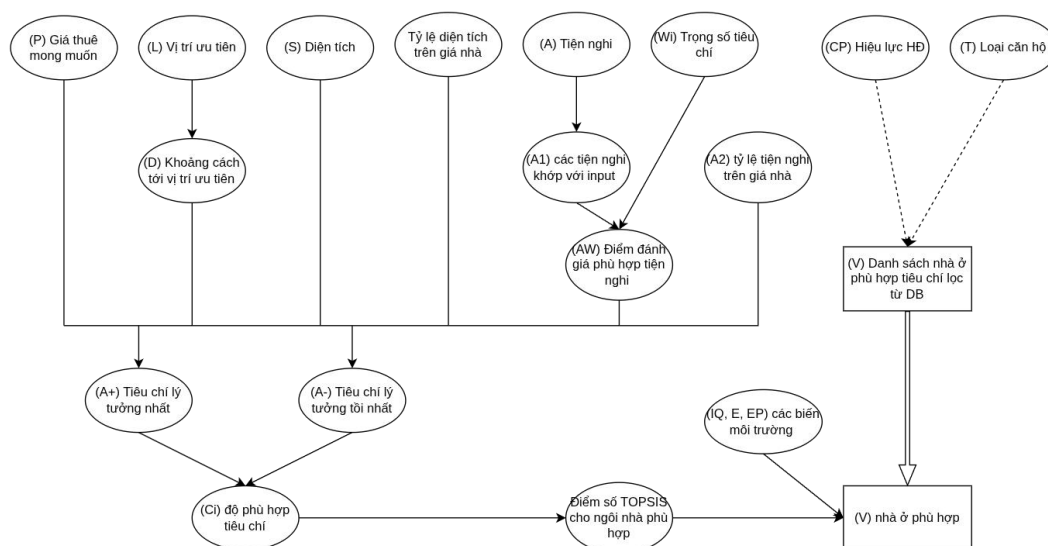 (P) Giá thuê
mong muốn
(L) Vị trí ưu tiên
(S) Diện tích
Tỷ lệ diện tích
trên giá nhà
(A) Tiện nghi
(Wi) Trọng số tiêu
chí
(CP) Hiệu lực HĐ
(T) Loại căn hộ
(D) Khoảng cách
tới vị trí ưu tiên
(A1) các tiện nghi
khớp với input
(A2) tỷ lệ tiện nghi
trên giá nhà
(AW) Điểm đánh
giá phù hợp tiện
nghi
(V) Danh sách nhà ở
phù hợp tiêu chí lọc
từ DB
(A+) Tiêu chí lý
tưởng nhất
(A-) Tiêu chí lý
tưởng tồi nhất
(IQ, E, EP) các biến
môi trường
(Ci) độ phù hợp
tiêu chí
Điểm số TOPSIS
cho ngôi nhà phù
hợp
(V) nhà ở phù hợp